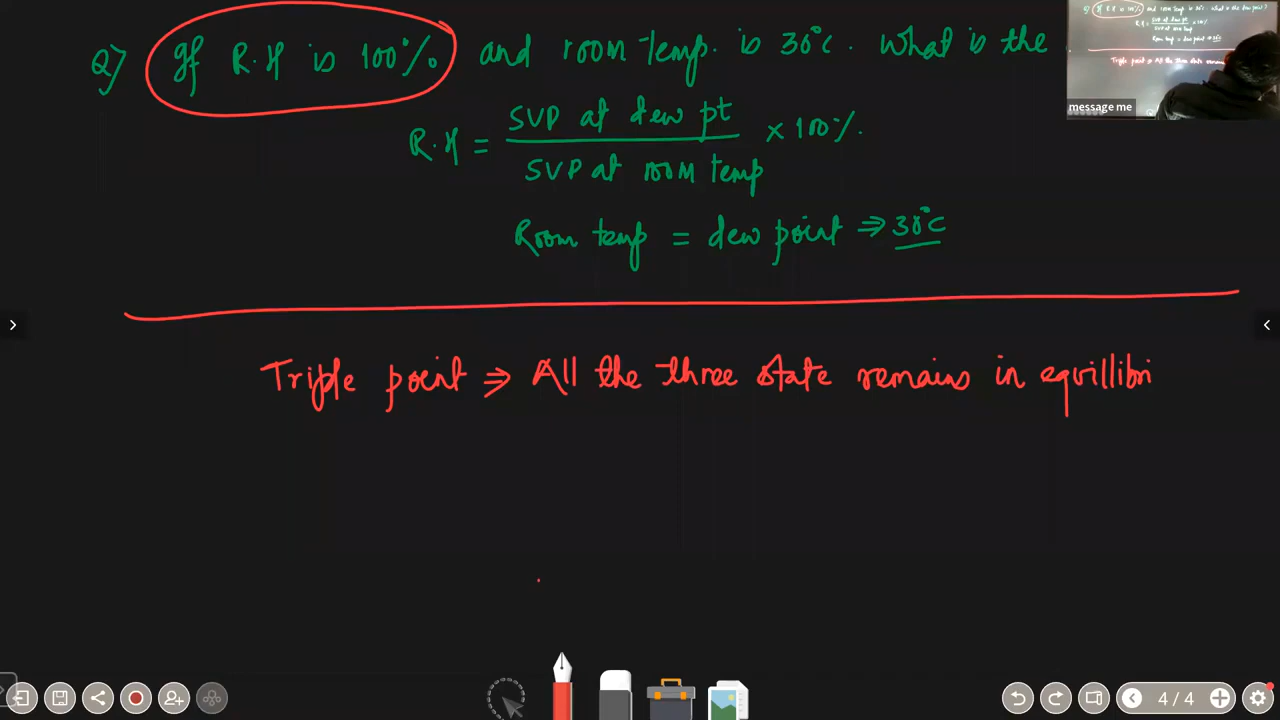 Q) If R.H is 100% and room temp. is 30°C. What is the
R.H = SVP at dew pt / SVP at room temp × 100%
Room temp = dew point ⇒ 30°C
Triple point ⇒ All the three state remains in equillibri
message me
4/4